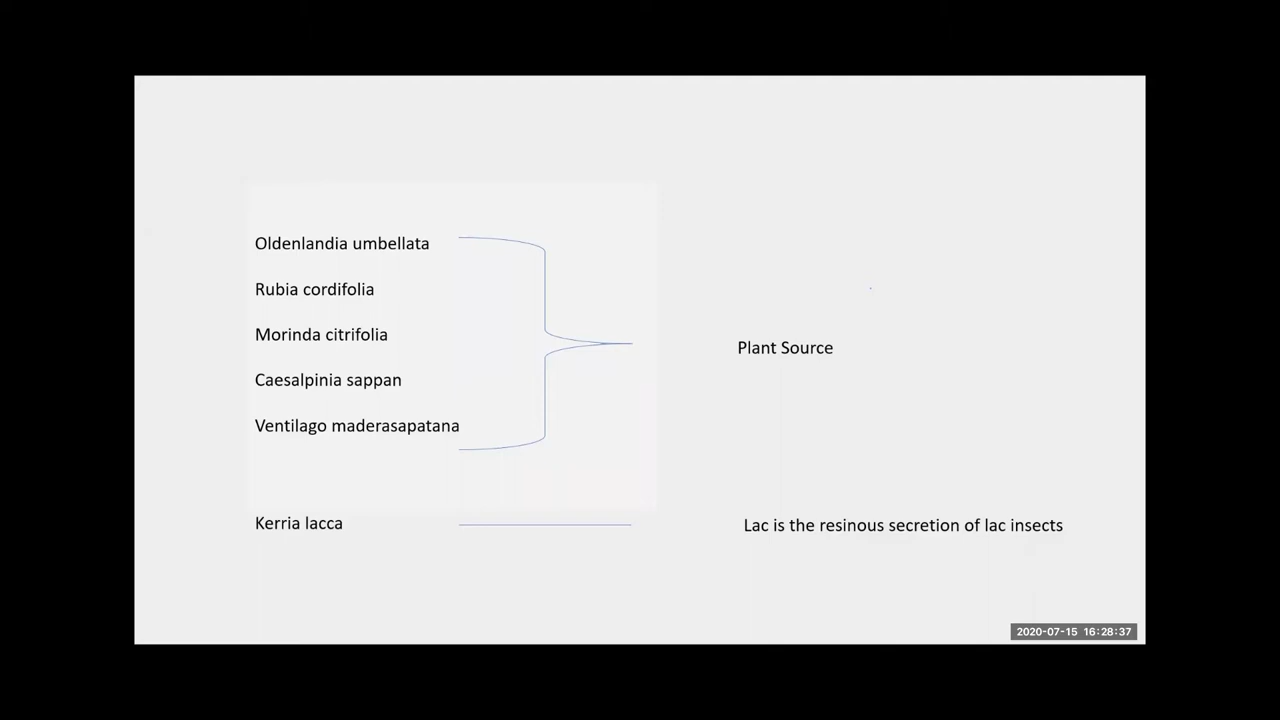 Oldenlandia umbellata
Rubia cordifolia
Morinda citrifolia
Caesalpinia sappan
Ventilago maderasapatana
Plant Source
Kerria lacca
Lac is the resinous secretion of lac insects
2020-07-15 16:28:37